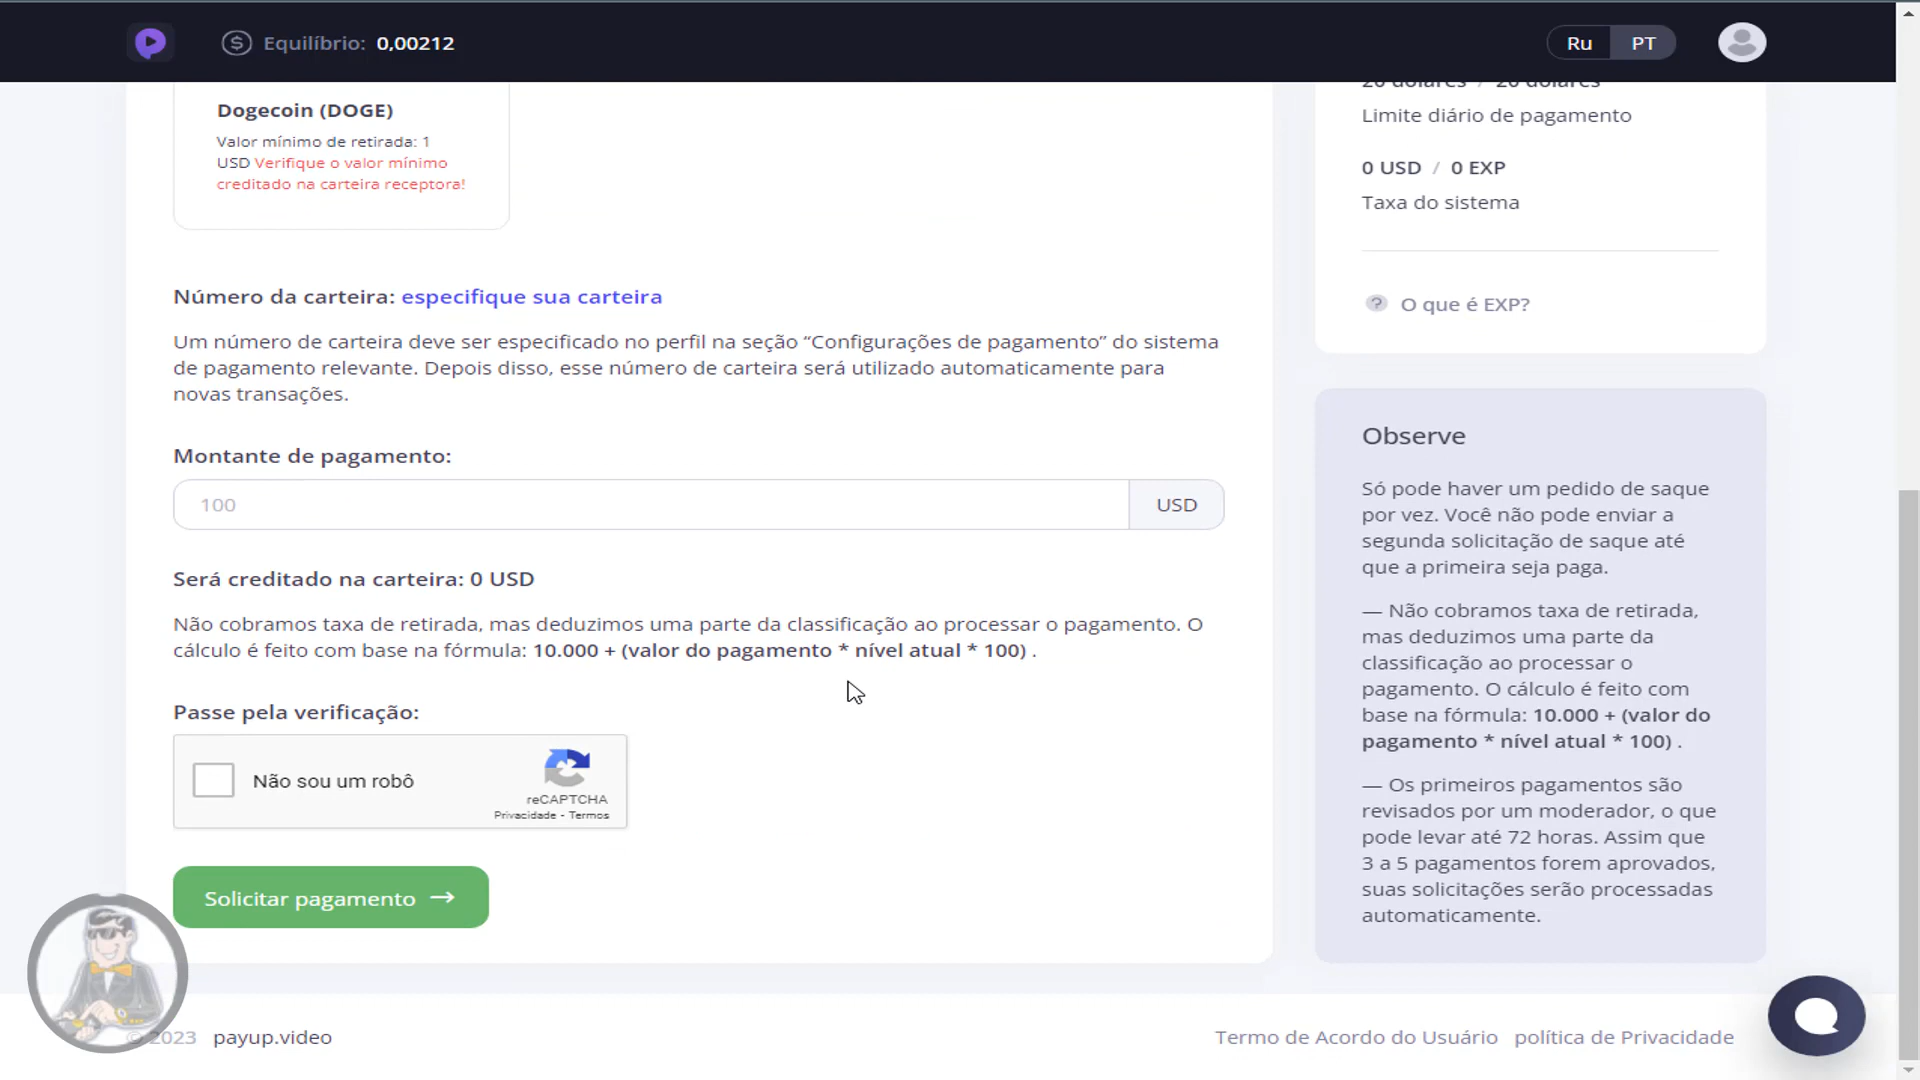 Equilíbrio: 0,00212
Ru PT
Dogecoin (DOGE)
Valor mínimo de retirada: 1
USD Verifique o valor mínimo
creditado na carteira receptora!
Número da carteira: especifique sua carteira
Um número de carteira deve ser especificado no perfil na seção “Configurações de pagamento” do sistema
de pagamento relevante. Depois disso, esse número de carteira será utilizado automaticamente para
novas transações.
Montante de pagamento:
100 USD
Será creditado na carteira: 0 USD
Não cobramos taxa de retirada, mas deduzimos uma parte da classificação ao processar o pagamento. O
cálculo é feito com base na fórmula: 10.000 + (valor do pagamento * nível atual * 100) .
Passe pela verificação:
Não sou um robô
reCAPTCHA
Privacidade - Termos
Solicitar pagamento →
20 dólares / 20 dólares
Limite diário de pagamento
0 USD / 0 EXP
Taxa do sistema
? O que é EXP?
Observe
Só pode haver um pedido de saque
por vez. Você não pode enviar a
segunda solicitação de saque até
que a primeira seja paga.
— Não cobramos taxa de retirada,
mas deduzimos uma parte da
classificação ao processar o
pagamento. O cálculo é feito com
base na fórmula: 10.000 + (valor do
pagamento * nível atual * 100) .
— Os primeiros pagamentos são
revisados por um moderador, o que
pode levar até 72 horas. Assim que
3 a 5 pagamentos forem aprovados,
suas solicitações serão processadas
automaticamente.
© 2023 payup.video
Termo de Acordo do Usuário política de Privacidade